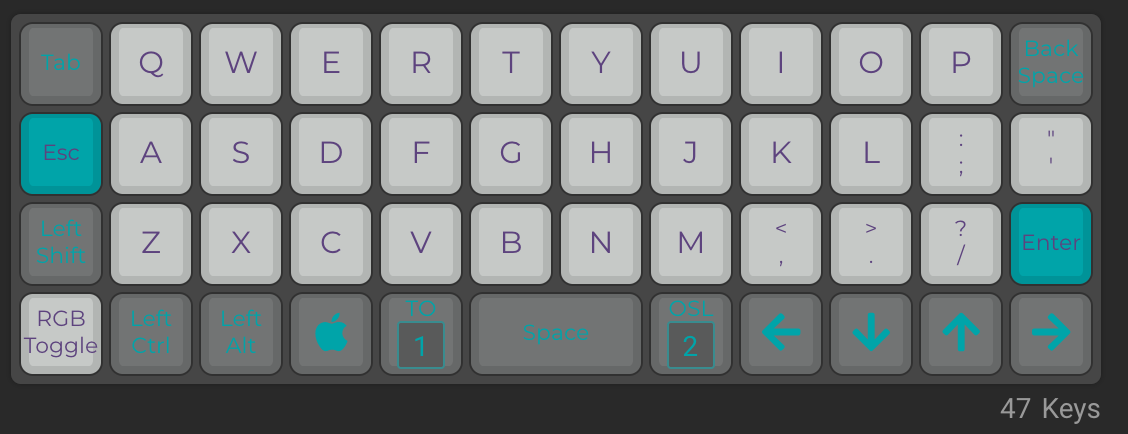 Tab Q W E R T Y U I O P Back
Space
Esc A S D F G H J K L :
; "
'
Left
Shift Z X C V B N M <
, >
. ?
/ Enter
RGB
Toggle Left
Ctrl Left
Alt TO
1 Space OSL
2 ← ↓ ↑ →
47 Keys